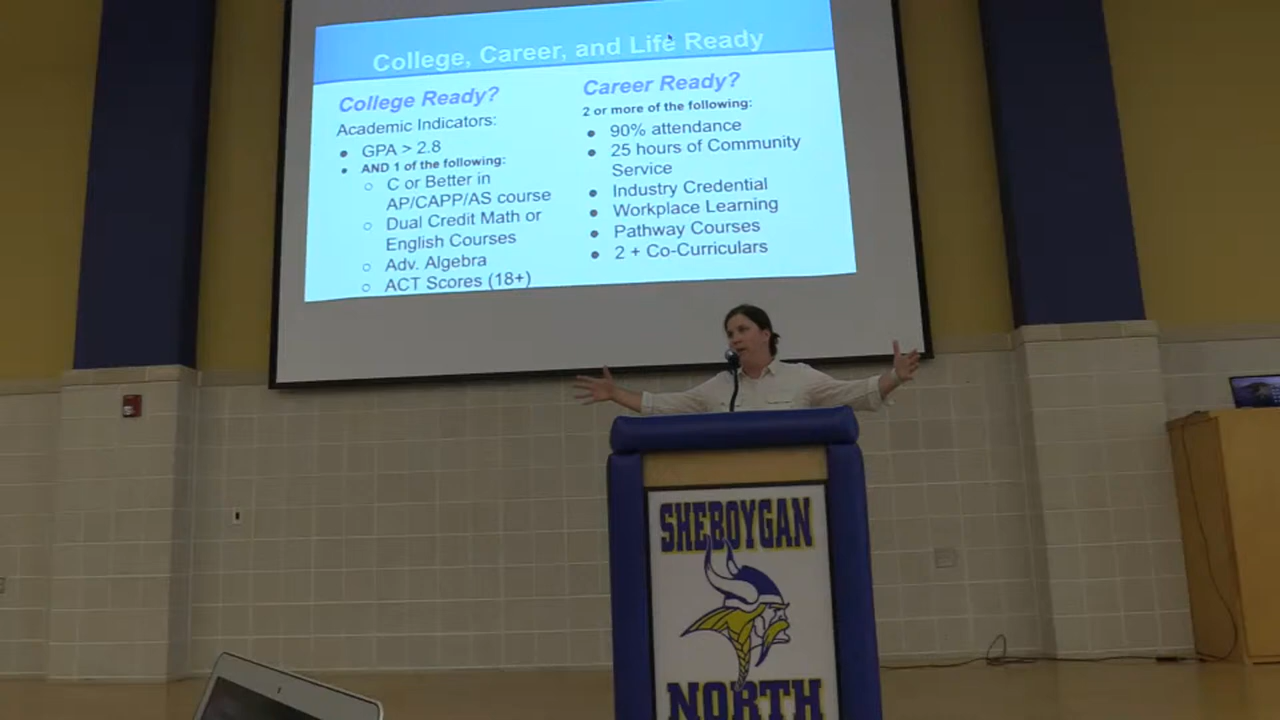 College, Career, and Life Ready
College Ready?
Academic Indicators:
• GPA > 2.8
• AND 1 of the following:
○ C or Better in
AP/CAPP/AS course
○ Dual Credit Math or
English Courses
○ Adv. Algebra
○ ACT Scores (18+)
Career Ready?
2 or more of the following:
• 90% attendance
• 25 hours of Community
Service
• Industry Credential
• Workplace Learning
• Pathway Courses
• 2 + Co-Curriculars
SHEBOYGAN
NORTH